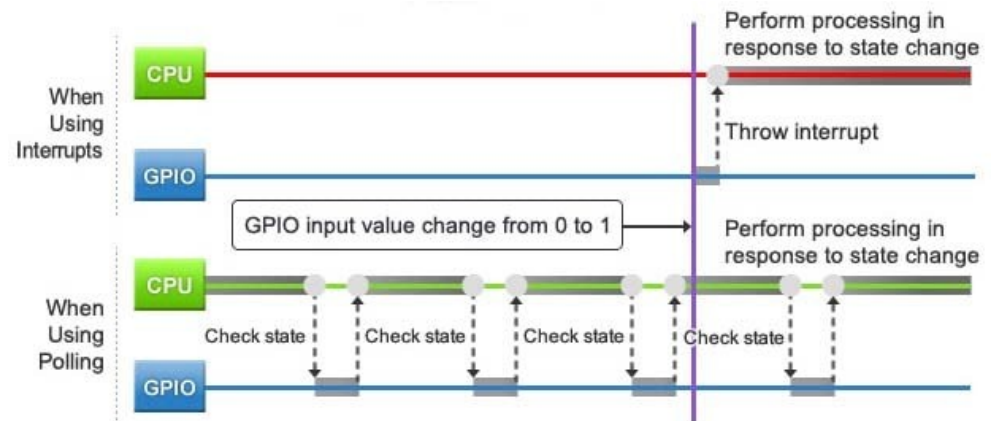 Perform processing in
response to state change
CPU
When
Using
Interrupts
Throw interrupt
GPIO
GPIO input value change from 0 to 1
Perform processing in
response to state change
CPU
When
Using
Polling
Check state
Check state
Check state
Check state
GPIO